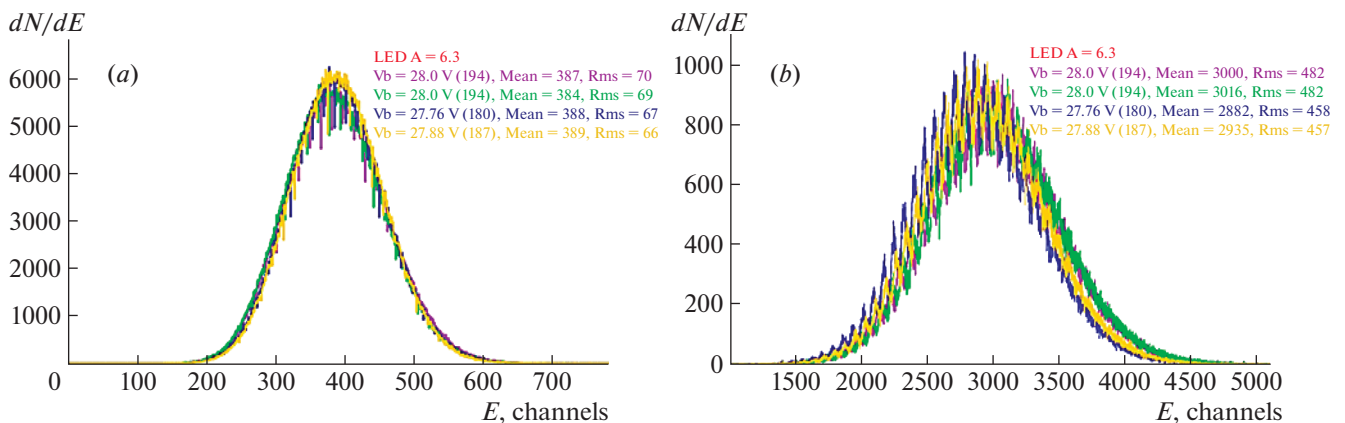 dN/dE
(a)
LED A = 6.3
Vb = 28.0 V (194), Mean = 387, Rms = 70
Vb = 28.0 V (194), Mean = 384, Rms = 69
Vb = 27.76 V (180), Mean = 388, Rms = 67
Vb = 27.88 V (187), Mean = 389, Rms = 66
6000
5000
4000
3000
2000
1000
0 100 200 300 400 500 600 700
E, channels
dN/dE
(b)
LED A = 6.3
Vb = 28.0 V (194), Mean = 3000, Rms = 482
Vb = 28.0 V (194), Mean = 3016, Rms = 482
Vb = 27.76 V (180), Mean = 2882, Rms = 458
Vb = 27.88 V (187), Mean = 2935, Rms = 457
1000
800
600
400
200
0
1500 2000 2500 3000 3500 4000 4500 5000
E, channels